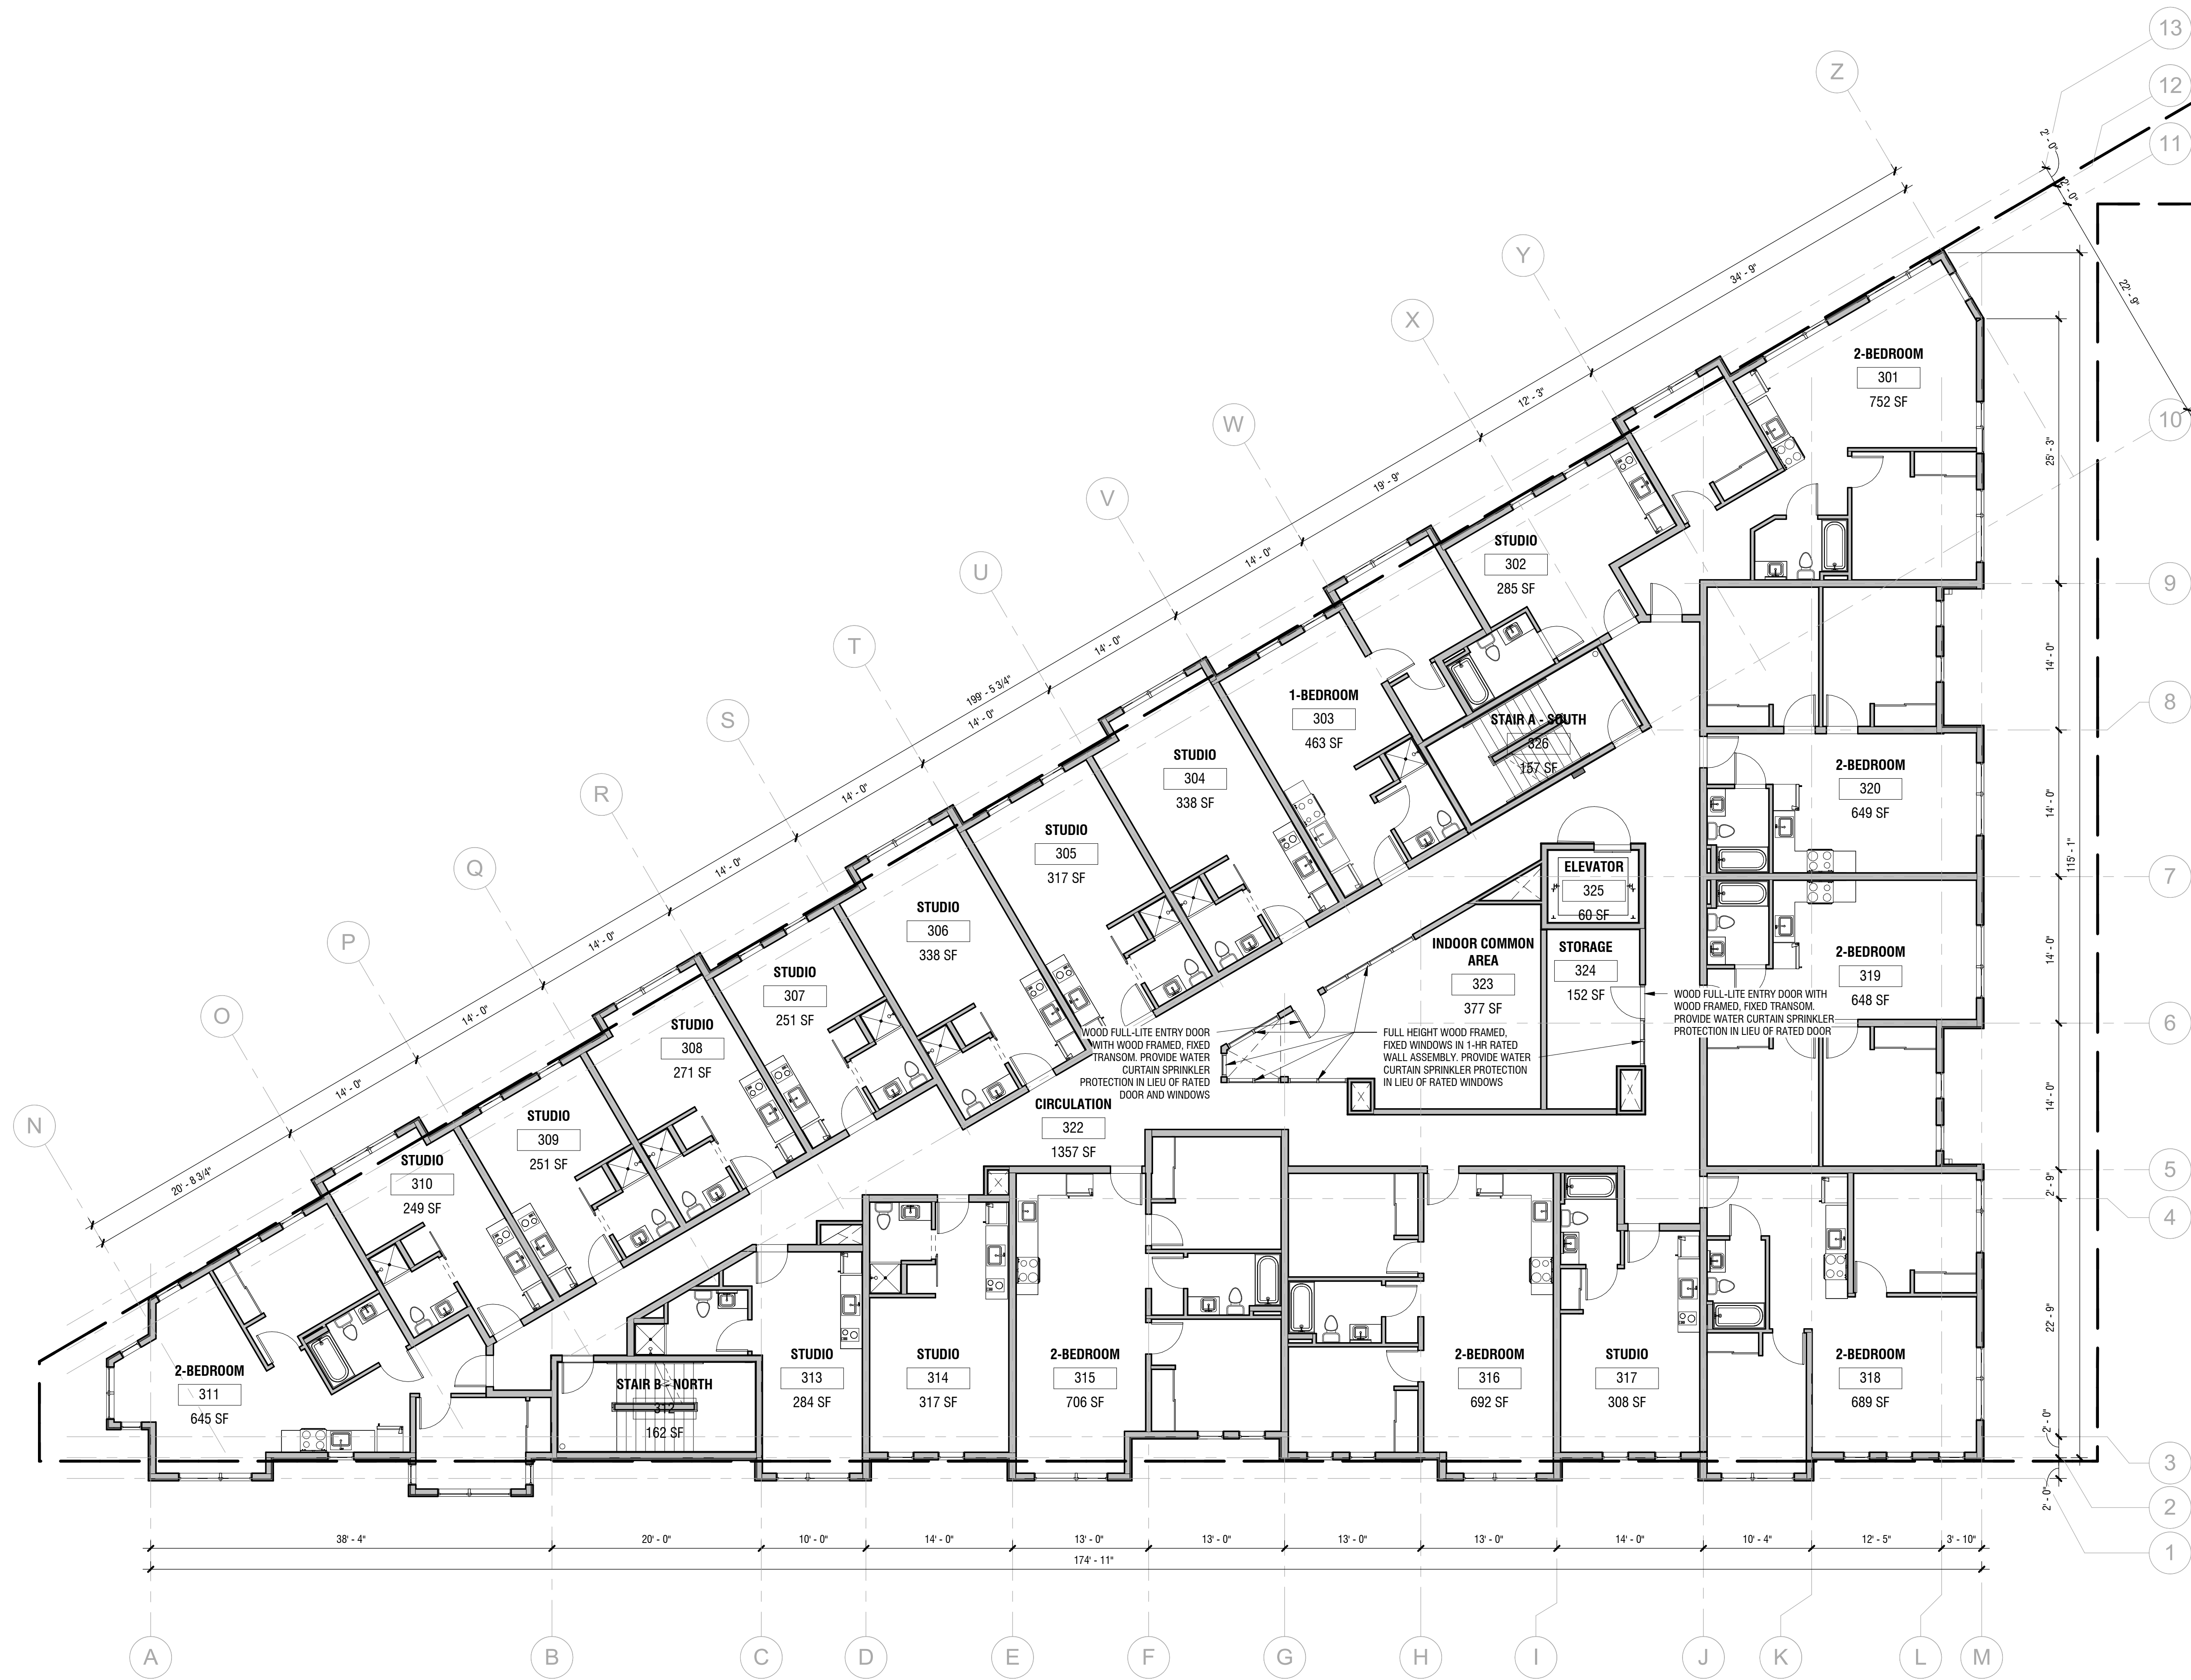 13
12
11
Z
2' - 0"
2' - 0"
22' - 9"
Y
34' - 9"
X
12' - 3"
W
19' - 9"
V
14' - 0"
U
14' - 0"
T
199' - 5 3/4"
14' - 0"
S
14' - 0"
R
14' - 0"
Q
14' - 0"
P
14' - 0"
O
14' - 0"
N
20' - 8 3/4"
2-BEDROOM
301
752 SF
10
25' - 3"
STUDIO
302
285 SF
9
14' - 0"
8
1-BEDROOM
303
463 SF
STAIR A - SOUTH
326
157 SF
STUDIO
304
338 SF
2-BEDROOM
320
649 SF
14' - 0"
115' - 1"
STUDIO
305
317 SF
ELEVATOR
325
60 SF
7
STUDIO
306
338 SF
INDOOR COMMON
AREA
323
377 SF
STORAGE
324
152 SF
2-BEDROOM
319
648 SF
14' - 0"
STUDIO
307
251 SF
WOOD FULL-LITE ENTRY DOOR WITH
WOOD FRAMED, FIXED TRANSOM.
PROVIDE WATER CURTAIN SPRINKLER
PROTECTION IN LIEU OF RATED DOOR
6
STUDIO
308
271 SF
WOOD FULL-LITE ENTRY DOOR
WITH WOOD FRAMED, FIXED
TRANSOM. PROVIDE WATER
CURTAIN SPRINKLER
PROTECTION IN LIEU OF RATED
DOOR AND WINDOWS
FULL HEIGHT WOOD FRAMED,
FIXED WINDOWS IN 1-HR RATED
WALL ASSEMBLY. PROVIDE WATER
CURTAIN SPRINKLER PROTECTION
IN LIEU OF RATED WINDOWS
14' - 0"
STUDIO
309
251 SF
CIRCULATION
322
1357 SF
STUDIO
310
249 SF
5
2' - 9"
4
2-BEDROOM
311
645 SF
STAIR B - NORTH
312
162 SF
STUDIO
313
284 SF
STUDIO
314
317 SF
2-BEDROOM
315
706 SF
2-BEDROOM
316
692 SF
STUDIO
317
308 SF
2-BEDROOM
318
689 SF
22' - 9"
2' - 0"
3
2' - 0"
2
1
38' - 4"
20' - 0"
10' - 0"
14' - 0"
13' - 0"
13' - 0"
13' - 0"
13' - 0"
14' - 0"
10' - 4"
12' - 5"
3' - 10"
174' - 11"
A
B
C
D
E
F
G
H
I
J
K
L
M